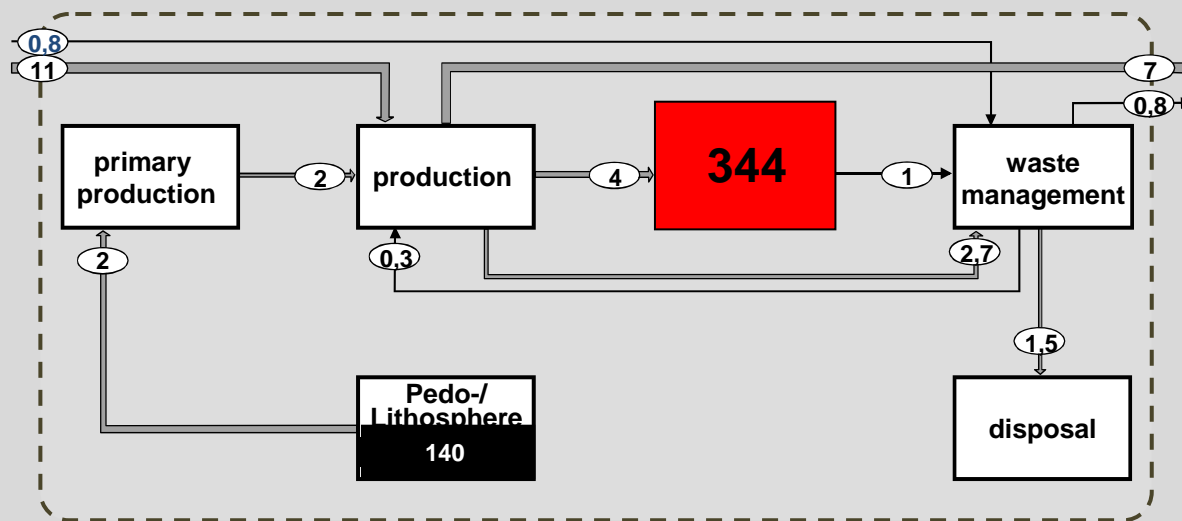 0,8
11
7
0,8
primary
production
2
production
4
344
1
waste
management
2
0,3
2,7
1,5
Pedo-/
Lithosphere
140
disposal